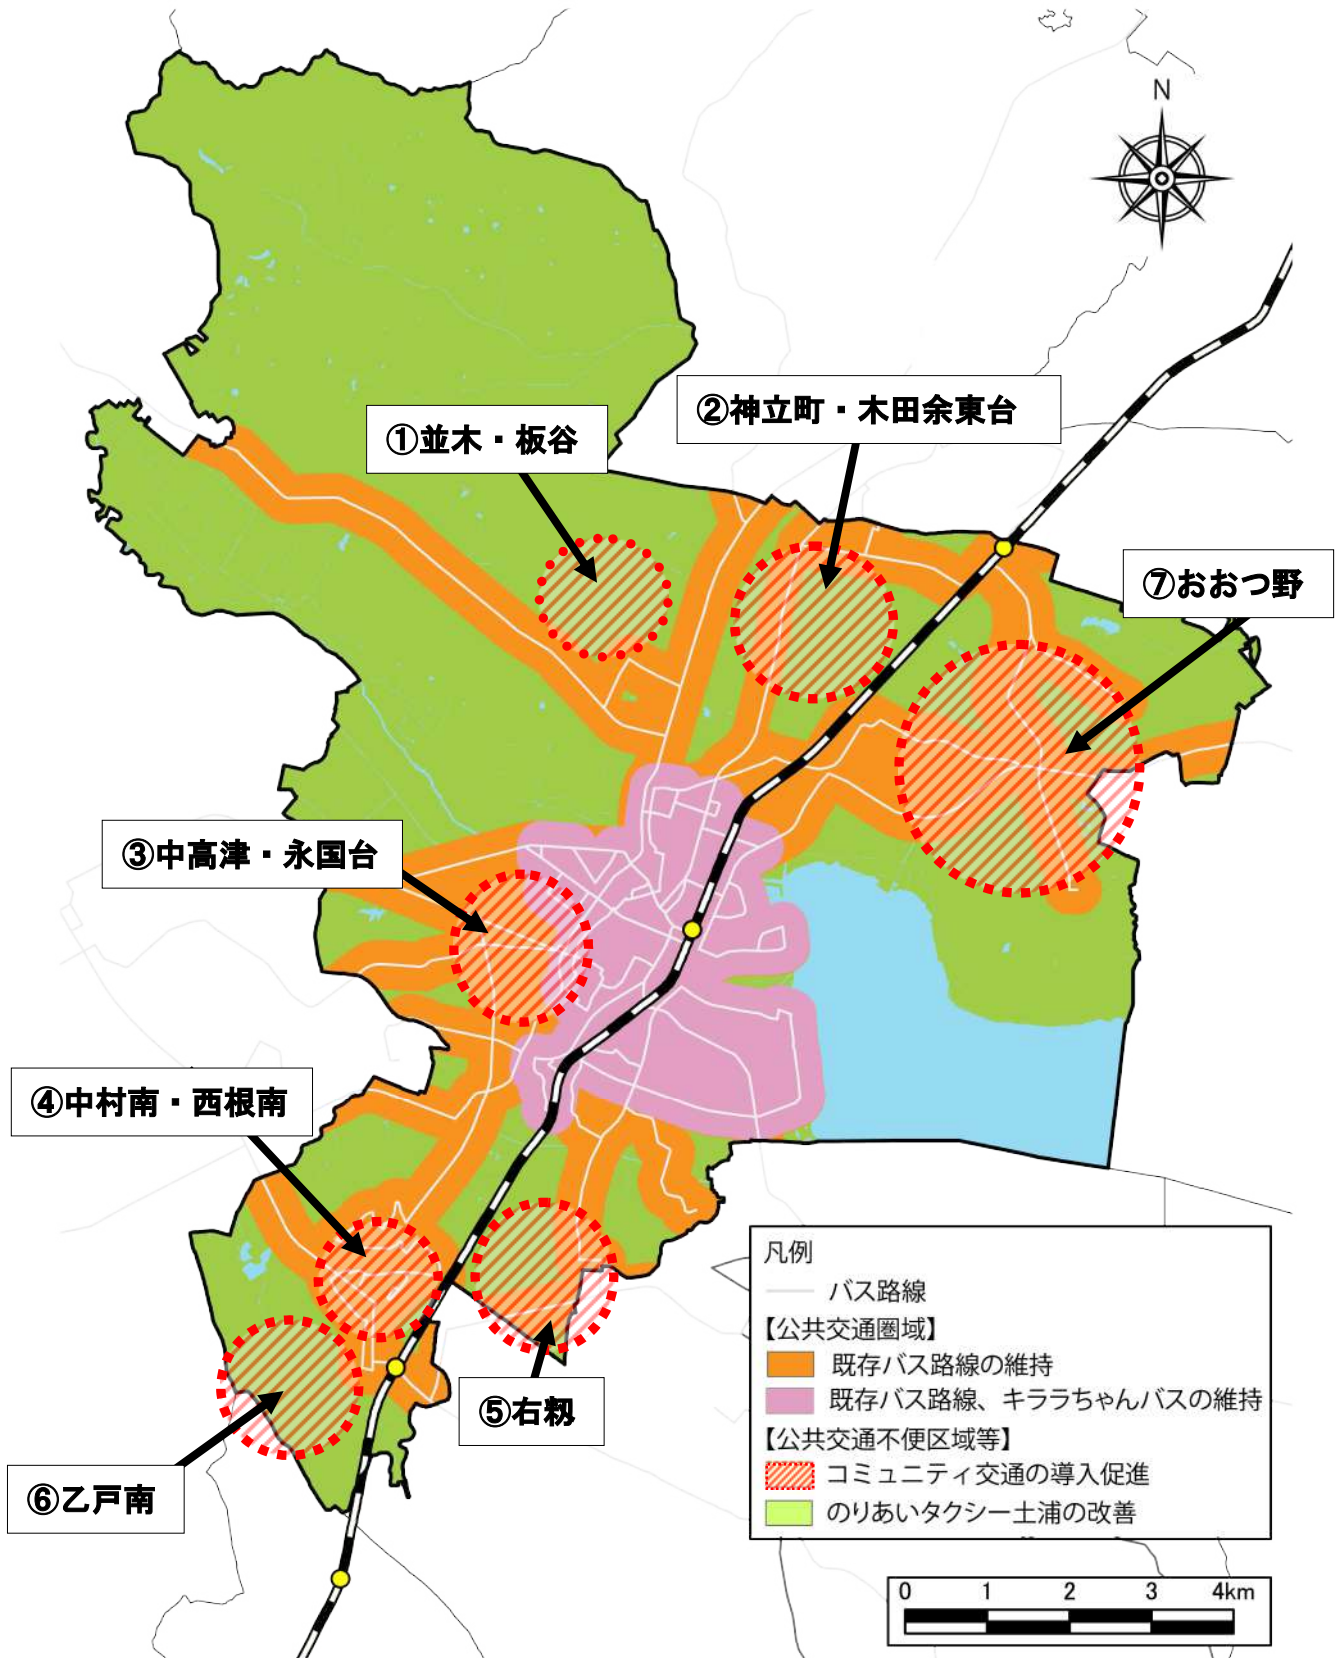 N
②神立町・木田余東台
①並木・板谷
⑦おおつ野
③中高津・永国台
④中村南・西根南
⑤右籾
⑥乙戸南
凡例
バス路線
【公共交通圏域】
既存バス路線の維持
既存バス路線、キララちゃんバスの維持
【公共交通不便区域等】
コミュニティ交通の導入促進
のりあいタクシー土浦の改善
0 1 2 3 4km